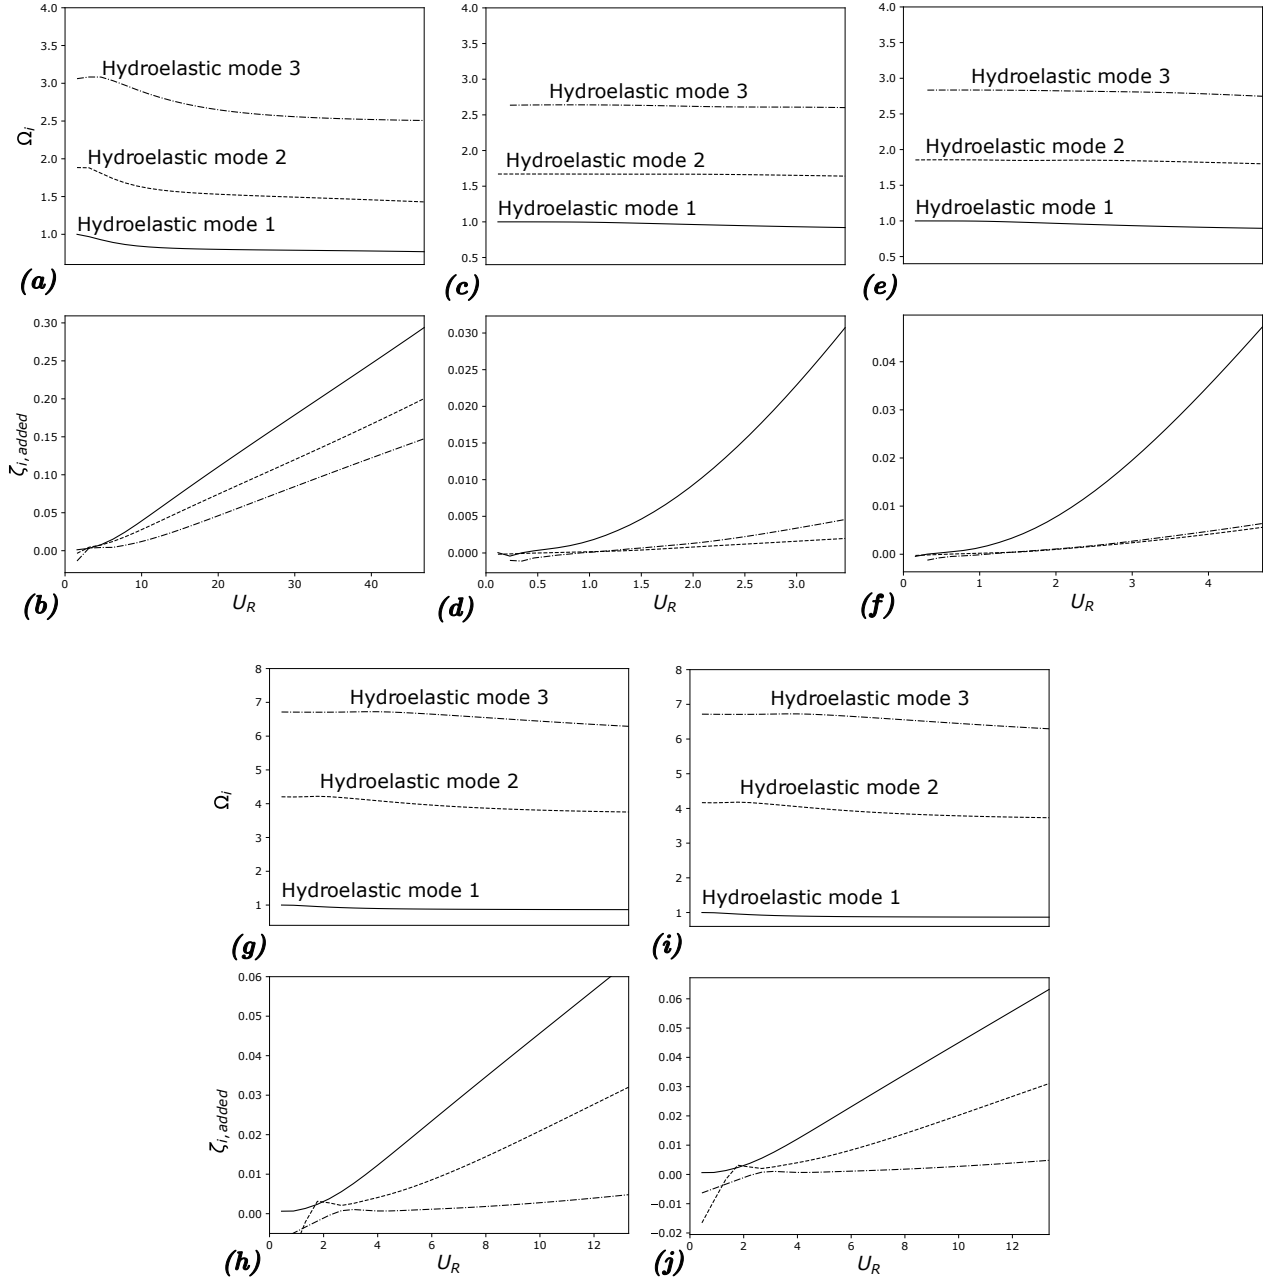 4.0
3.5
3.0
2.5
2.0
1.5
1.0
Ω_i
Hydroelastic mode 3
Hydroelastic mode 2
Hydroelastic mode 1
(a)
4.0
3.5
3.0
2.5
2.0
1.5
1.0
0.5
Hydroelastic mode 3
Hydroelastic mode 2
Hydroelastic mode 1
(c)
4.0
3.5
3.0
2.5
2.0
1.5
1.0
0.5
Hydroelastic mode 3
Hydroelastic mode 2
Hydroelastic mode 1
(e)
0.30
0.25
0.20
0.15
0.10
0.05
0.00
ζ_i,added
0 10 20 30 40
U_R
(b)
0.030
0.025
0.020
0.015
0.010
0.005
0.000
0.0 0.5 1.0 1.5 2.0 2.5 3.0
U_R
(d)
0.04
0.03
0.02
0.01
0.00
0 1 2 3 4
U_R
(f)
8
7
6
5
4
3
2
1
Ω_i
Hydroelastic mode 3
Hydroelastic mode 2
Hydroelastic mode 1
(g)
8
7
6
5
4
3
2
1
Hydroelastic mode 3
Hydroelastic mode 2
Hydroelastic mode 1
(i)
0.06
0.05
0.04
0.03
0.02
0.01
0.00
ζ_i,added
0 2 4 6 8 10 12
U_R
(h)
0.06
0.05
0.04
0.03
0.02
0.01
0.00
−0.01
−0.02
0 2 4 6 8 10 12
U_R
(j)